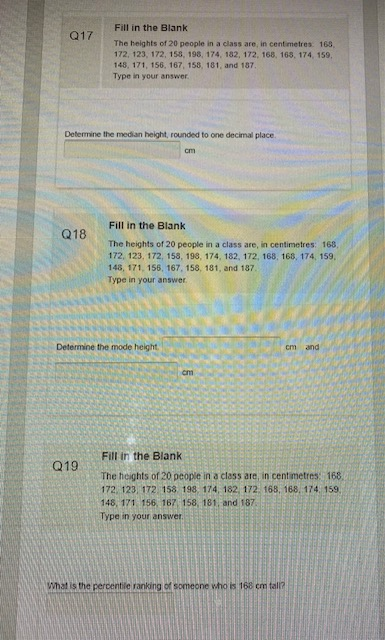 Q17
Fill in the Blank
The heights of 20 people in a class are, in centimetres: 168,
172, 123, 172, 158, 198, 174, 182, 172, 168, 168, 174, 159,
148, 171, 156, 167, 158, 181, and 187.
Type in your answer.
Determine the median height, rounded to one decimal place.
cm
Q18
Fill in the Blank
The heights of 20 people in a class are, in centimetres: 168,
172, 123, 172, 158, 198, 174, 182, 172, 168, 168, 174, 159,
148, 171, 156, 167, 158, 181, and 187.
Type in your answer.
Determine the mode height. cm and
cm
Q19
Fill in the Blank
The heights of 20 people in a class are, in centimetres: 168,
172, 123, 172, 158, 198, 174, 182, 172, 168, 168, 174, 159,
148, 171, 156, 167, 158, 181, and 187.
Type in your answer.
What is the percentile ranking of someone who is 168 cm tall?